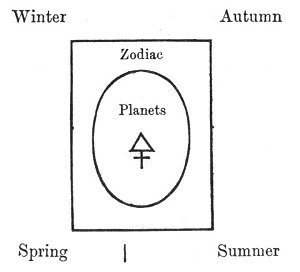 Winter Autumn
Zodiac
Planets
Spring Summer